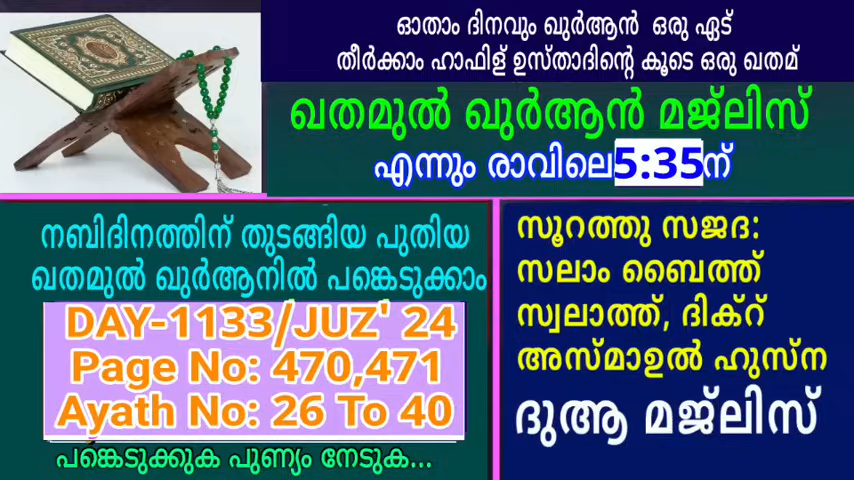 ഓതാം ദിനവും ഖുർആൻ ഒരു ഏട്
തീർക്കാം ഹാഫിള് ഉസ്താദിന്റെ കൂടെ ഒരു ഖതമ്
ഖതമുൽ ഖുർആൻ മജ്ലിസ്
എന്നും രാവിലെ5:35ന്
നബിദിനത്തിന് തുടങ്ങിയ പുതിയ
ഖതമുൽ ഖുർആനിൽ പങ്കെടുക്കാം
DAY-1133/JUZ' 24
Page No: 470,471
Ayath No: 26 To 40
പങ്കെടുക്കുക പുണ്യം നേടുക...
സൂറത്തു സജദ:
സലാം ബൈത്ത്
സ്വലാത്ത്, ദിക്റ്
അസ്മാഉൽ ഹുസ്ന
ദുആ മജ്ലിസ്